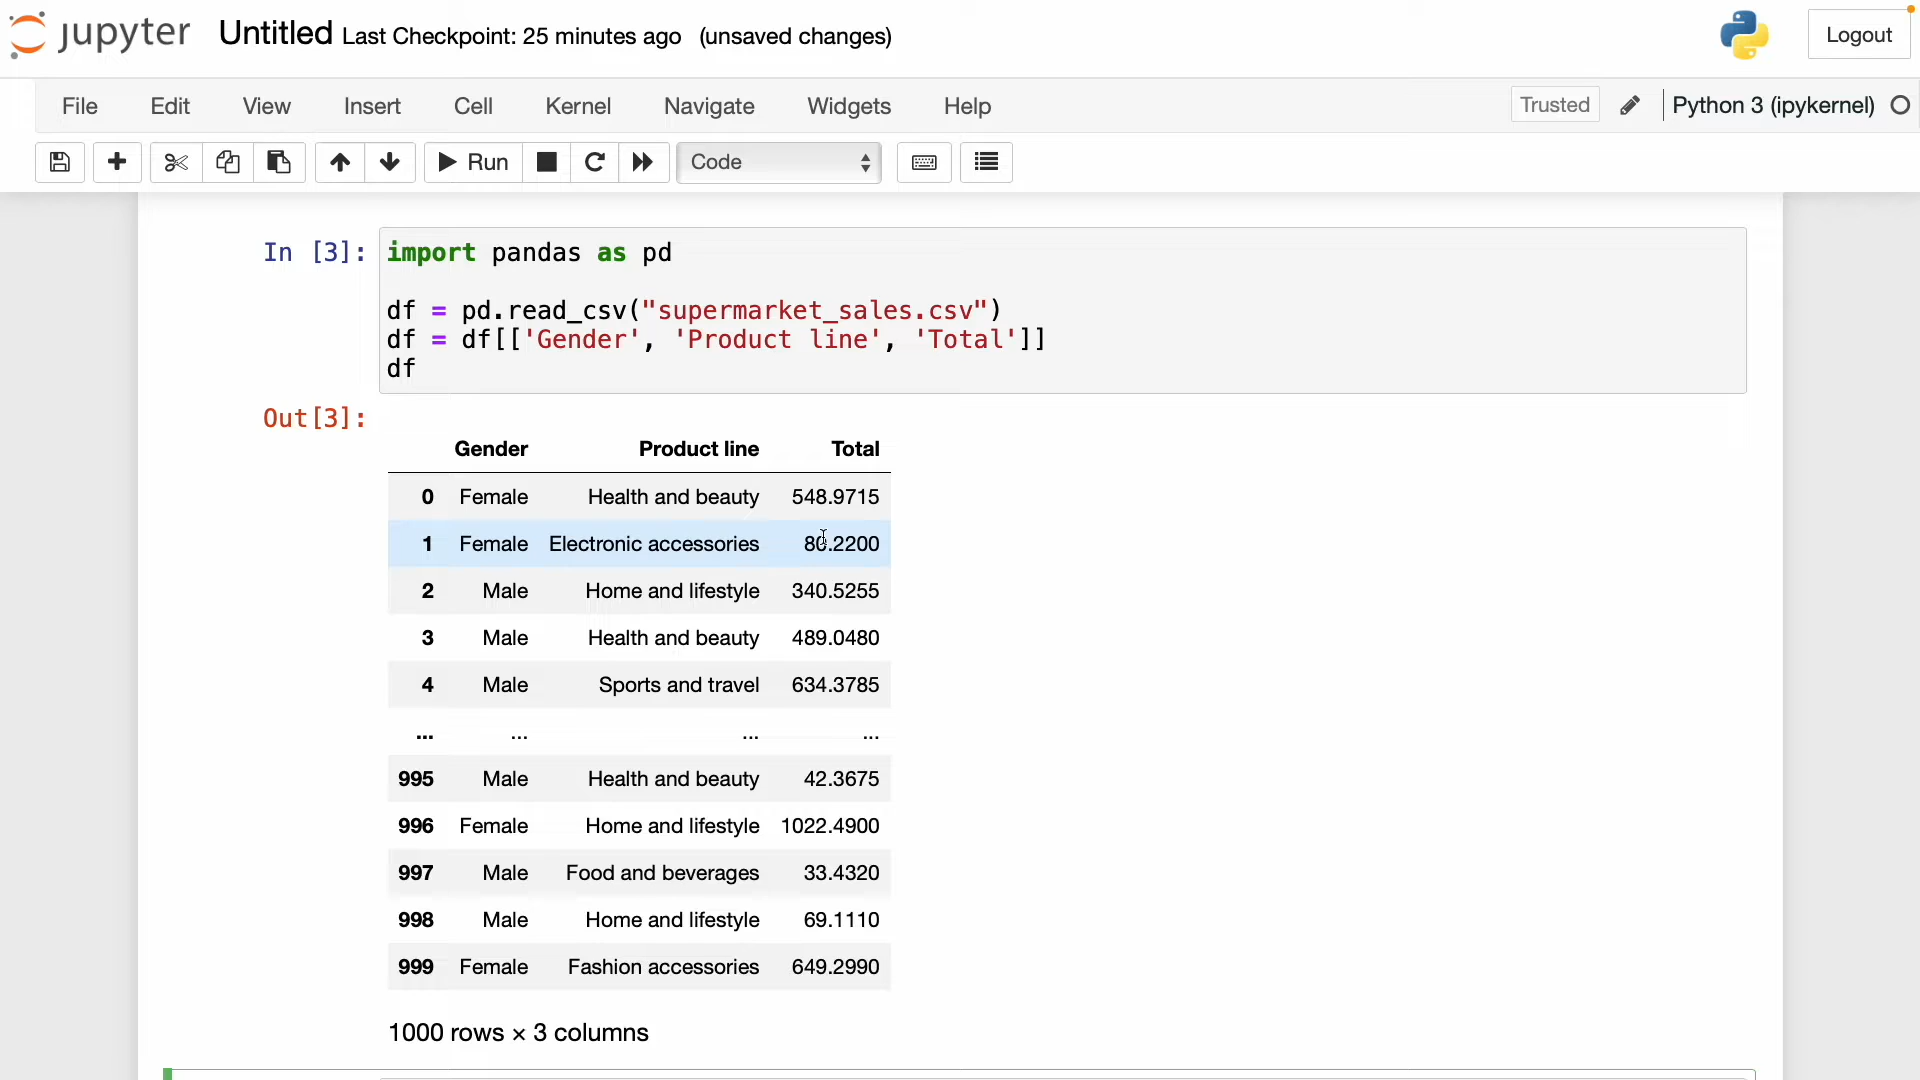 jupyter Untitled Last Checkpoint: 25 minutes ago (unsaved changes) Logout
File Edit View Insert Cell Kernel Navigate Widgets Help Trusted Python 3 (ipykernel)
Run Code
In [3]: import pandas as pd
df = pd.read_csv("supermarket_sales.csv")
df = df[['Gender', 'Product line', 'Total']]
df
Out[3]:
Gender Product line Total
0 Female Health and beauty 548.9715
1 Female Electronic accessories 80.2200
2 Male Home and lifestyle 340.5255
3 Male Health and beauty 489.0480
4 Male Sports and travel 634.3785
... ... ... ...
995 Male Health and beauty 42.3675
996 Female Home and lifestyle 1022.4900
997 Male Food and beverages 33.4320
998 Male Home and lifestyle 69.1110
999 Female Fashion accessories 649.2990
1000 rows × 3 columns